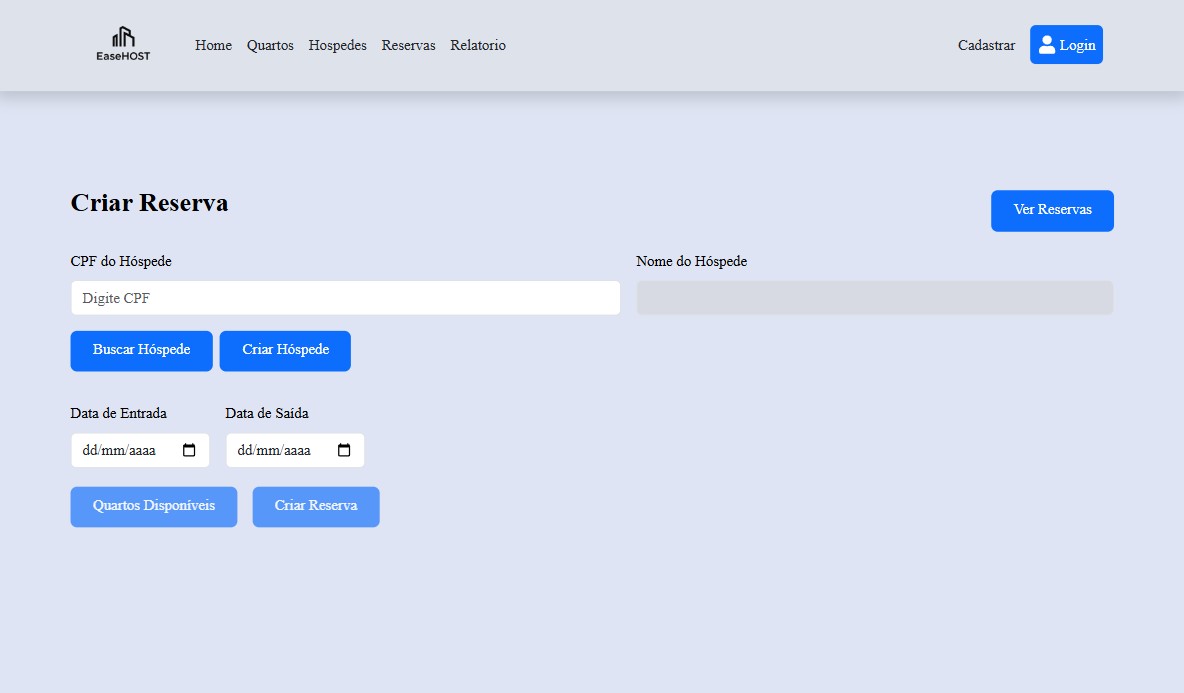 EaseHOST
Home Quartos Hospedes Reservas Relatorio Cadastrar Login
Criar Reserva
Ver Reservas
CPF do Hóspede Nome do Hóspede
Digite CPF
Buscar Hóspede Criar Hóspede
Data de Entrada Data de Saída
dd/mm/aaaa dd/mm/aaaa
Quartos Disponíveis Criar Reserva